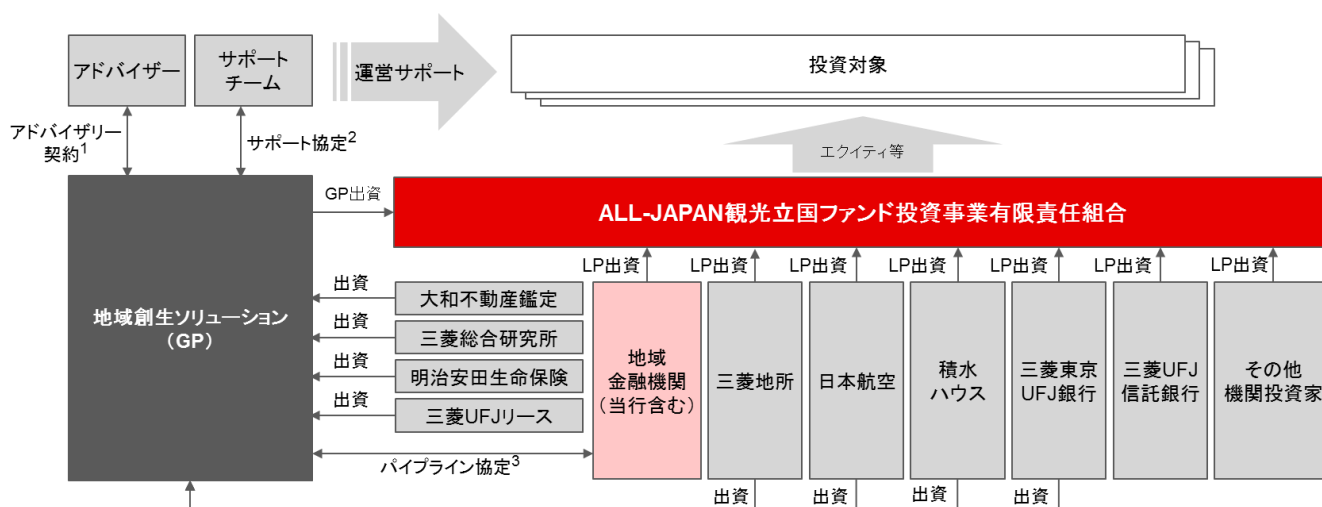 アドバイザー
サポート
チーム
運営サポート
投資対象
アドバイザリー
契約1
サポート協定2
エクイティ等
GP出資
ALL-JAPAN観光立国ファンド投資事業有限責任組合
LP出資
LP出資
LP出資
LP出資
LP出資
LP出資
LP出資
地域創生ソリューション
（GP）
出資
大和不動産鑑定
出資
三菱総合研究所
出資
明治安田生命保険
出資
三菱UFJリース
地域
金融機関
（当行含む）
三菱地所
日本航空
積水
ハウス
三菱東京
UFJ銀行
三菱UFJ
信託銀行
その他
機関投資家
パイプライン協定3
出資
出資
出資
出資